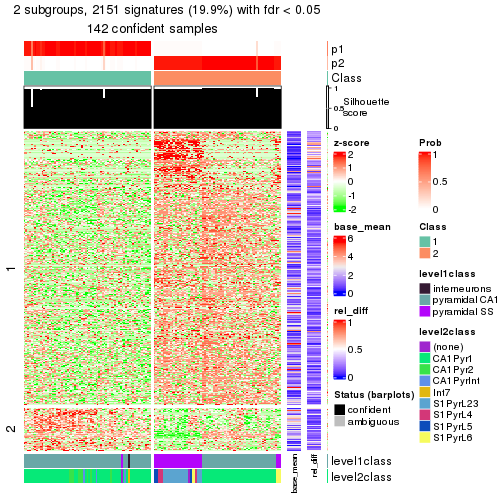 2 subgroups, 2151 signatures (19.9%) with fdr < 0.05
142 confident samples
p1
p2
Class
1
0.5
0
Silhouette
score
1
2
z-score
2
1
0
-1
-2
base_mean
6
5
4
3
2
1
0
rel_diff
1
0.5
0
Status (barplots)
confident
ambiguous
Prob
1
0.5
0
Class
1
2
level1class
interneurons
pyramidal CA1
pyramidal SS
level2class
(none)
CA1Pyr1
CA1Pyr2
CA1PyrInt
Int7
S1PyrL23
S1PyrL4
S1PyrL5
S1PyrL6
level1class
level2class
base_mean
rel_diff